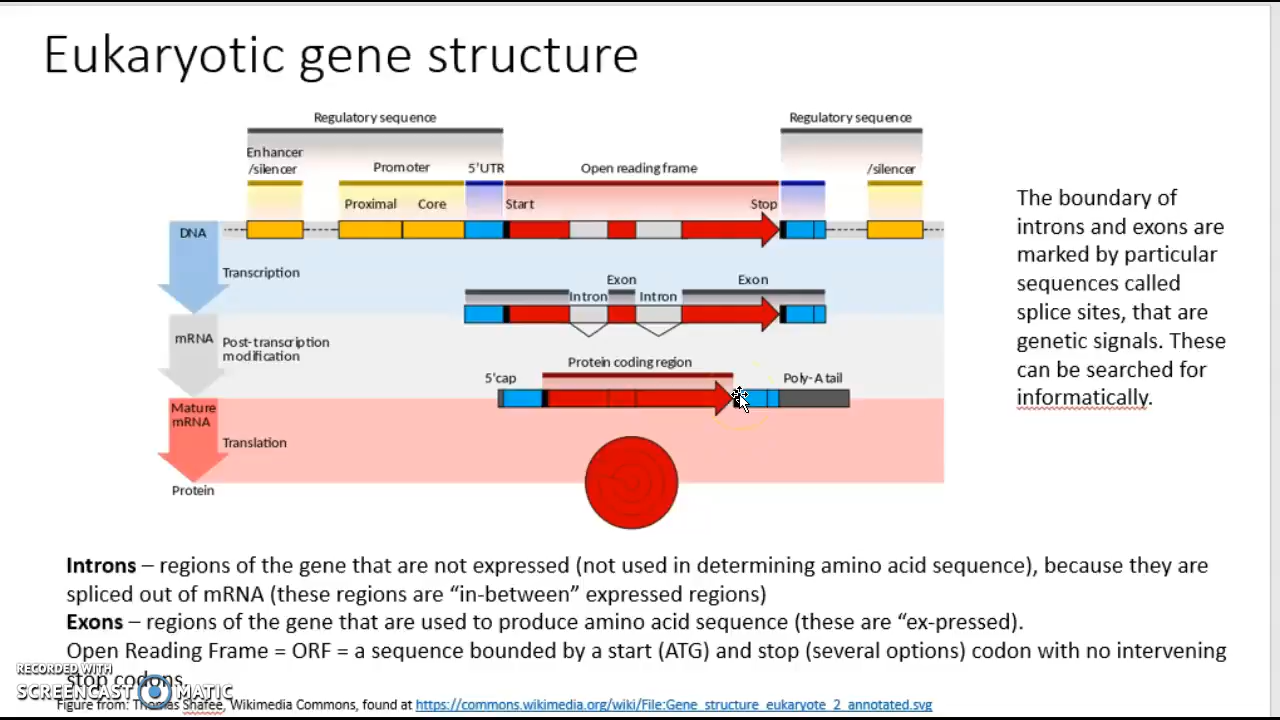 Eukaryotic gene structure
Regulatory sequence
Regulatory sequence
Enhancer
/silencer
Promoter
5'UTR
Open reading frame
/silencer
Proximal
Core
Start
Stop
DNA
Transcription
Exon
Exon
Intron
Intron
mRNA
Post-transcription
modification
Protein coding region
5'cap
Poly-A tail
Mature
mRNA
Translation
Protein
The boundary of
introns and exons are
marked by particular
sequences called
splice sites, that are
genetic signals. These
can be searched for
informatically.
Introns – regions of the gene that are not expressed (not used in determining amino acid sequence), because they are
spliced out of mRNA (these regions are “in-between” expressed regions)
Exons – regions of the gene that are used to produce amino acid sequence (these are “ex-pressed).
Open Reading Frame = ORF = a sequence bounded by a start (ATG) and stop (several options) codon with no intervening
stop codons.
RECORDED WITH
SCREENCAST MATIC
Figure from: Thomas Shafee, Wikimedia Commons, found at https://commons.wikimedia.org/wiki/File:Gene_structure_eukaryote_2_annotated.svg